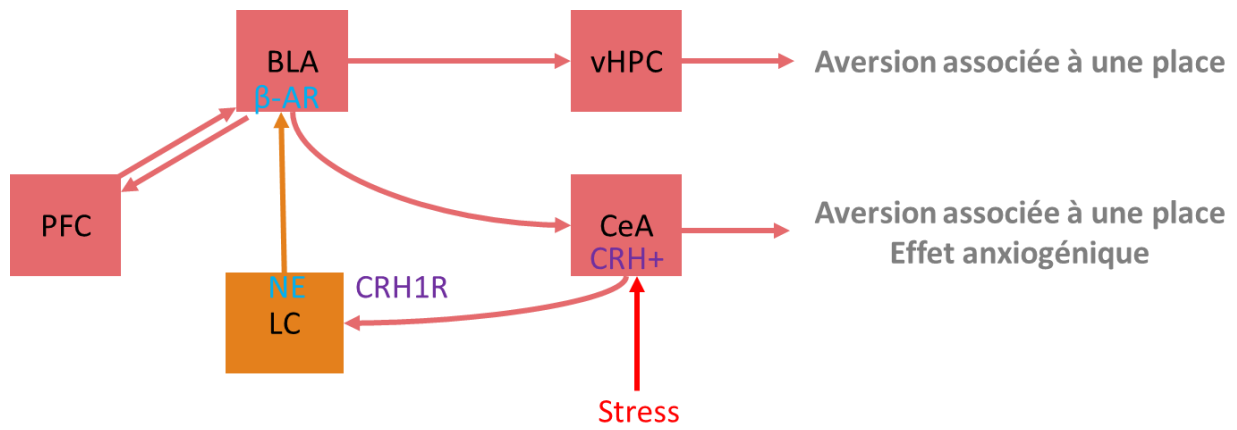 BLA
β-AR
vHPC
Aversion associée à une place
PFC
CeA
CRH+
Aversion associée à une place
Effet anxiogénique
NE
LC
CRH1R
Stress